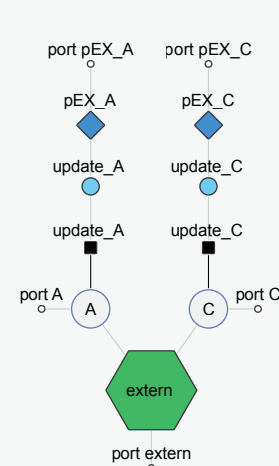 port pEX_A port pEX_C
pEX_A pEX_C
update_A update_C
update_A update_C
port A A C port C
extern
port extern